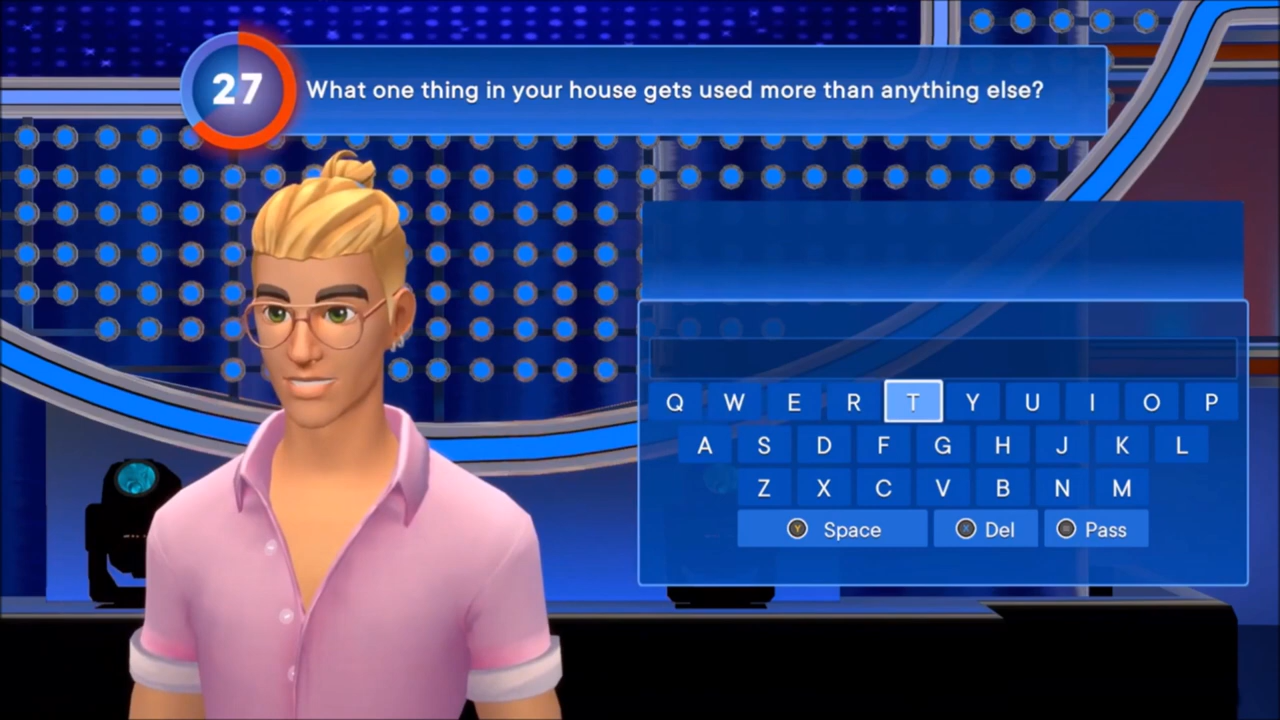 27 What one thing in your house gets used more than anything else?
Q W E R T Y U I O P
A S D F G H J K L
Z X C V B N M
Y Space X Del Pass